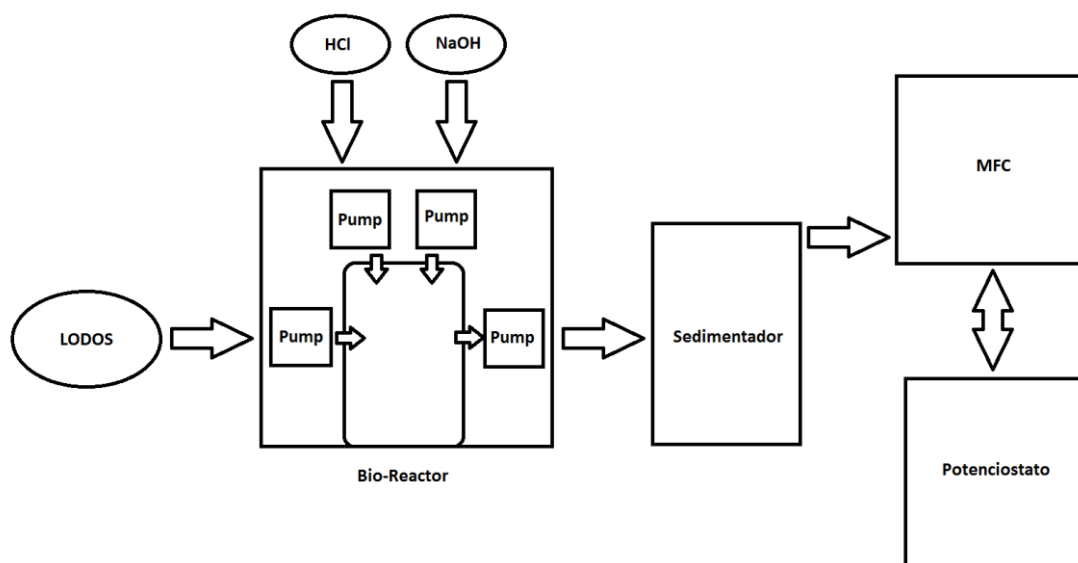 HCl
NaOH
MFC
Pump
Pump
LODOS
Pump
Pump
Sedimentador
Bio-Reactor
Potenciostato